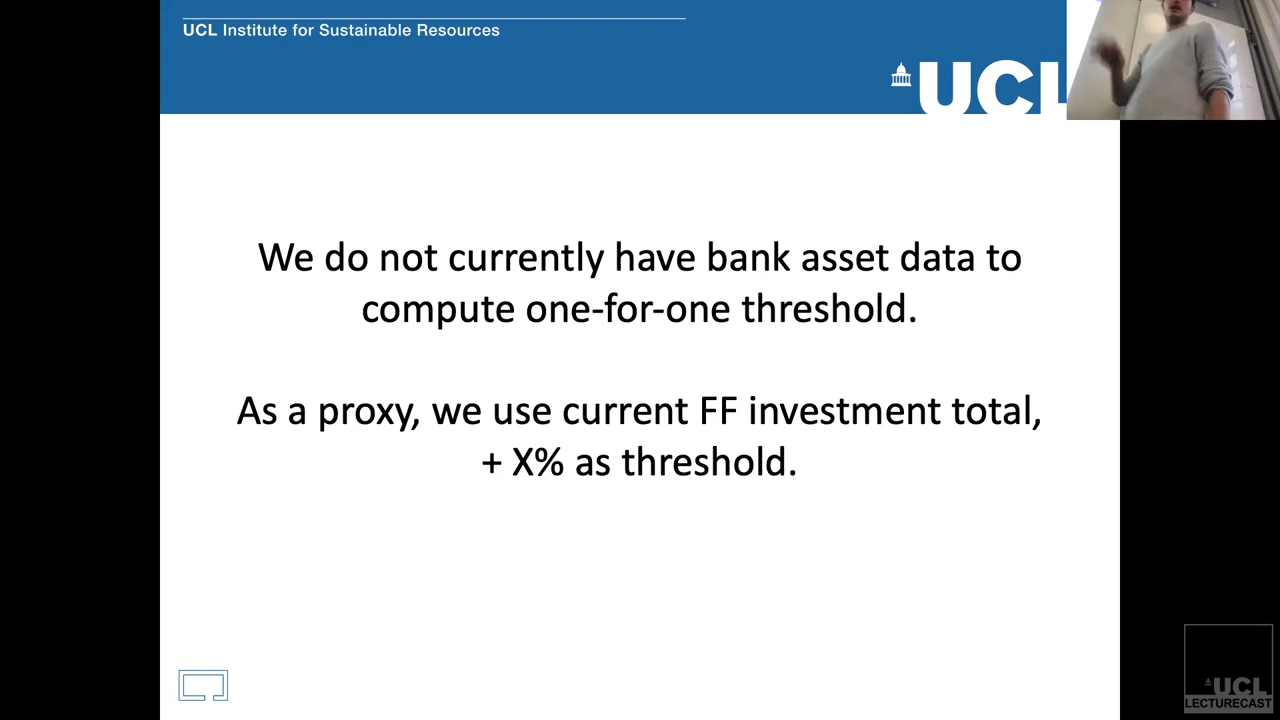 UCL Institute for Sustainable Resources
UCL
We do not currently have bank asset data to
compute one-for-one threshold.
As a proxy, we use current FF investment total,
+ X% as threshold.
UCL
LECTURECAST